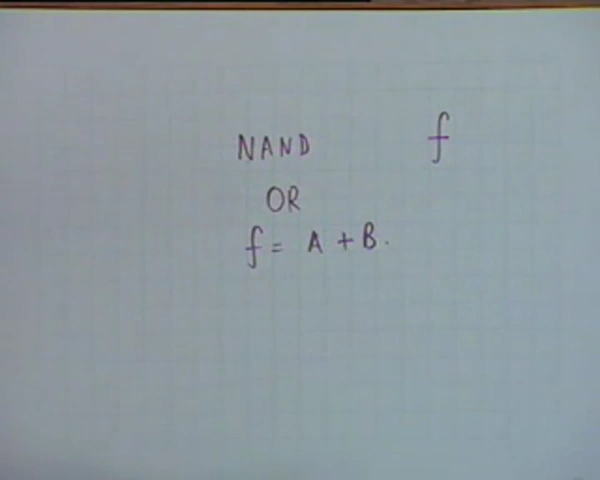 NAND f
OR
f = A + B.